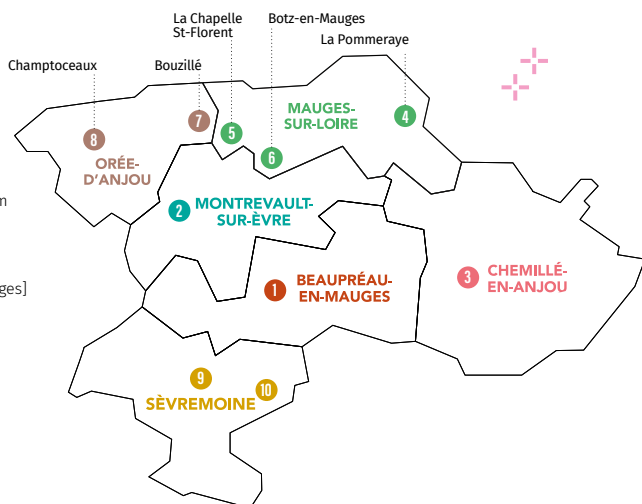 La Chapelle
St-Florent
Botz-en-Mauges
La Pommeraye
Champtoceaux
Bouzillé
MAUGES-
SUR-LOIRE
7
5
4
8
6
ORÉE-
D'ANJOU
m
2
MONTREVAULT-
SUR-ÈVRE
ges]
1
BEAUPRÉAU-
EN-MAUGES
3
CHEMILLÉ-
EN-ANJOU
9
10
SÈVREMOINE